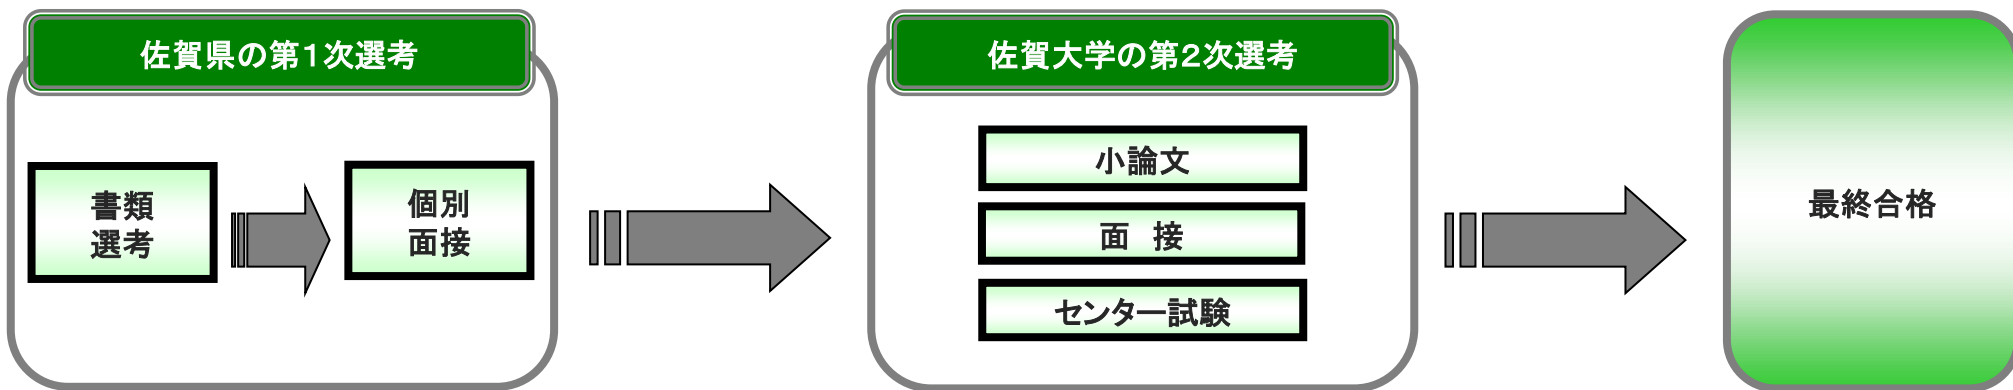 佐賀県の第1次選考
書類
選考
個別
面接
佐賀大学の第2次選考
小論文
面　接
センター試験
最終合格